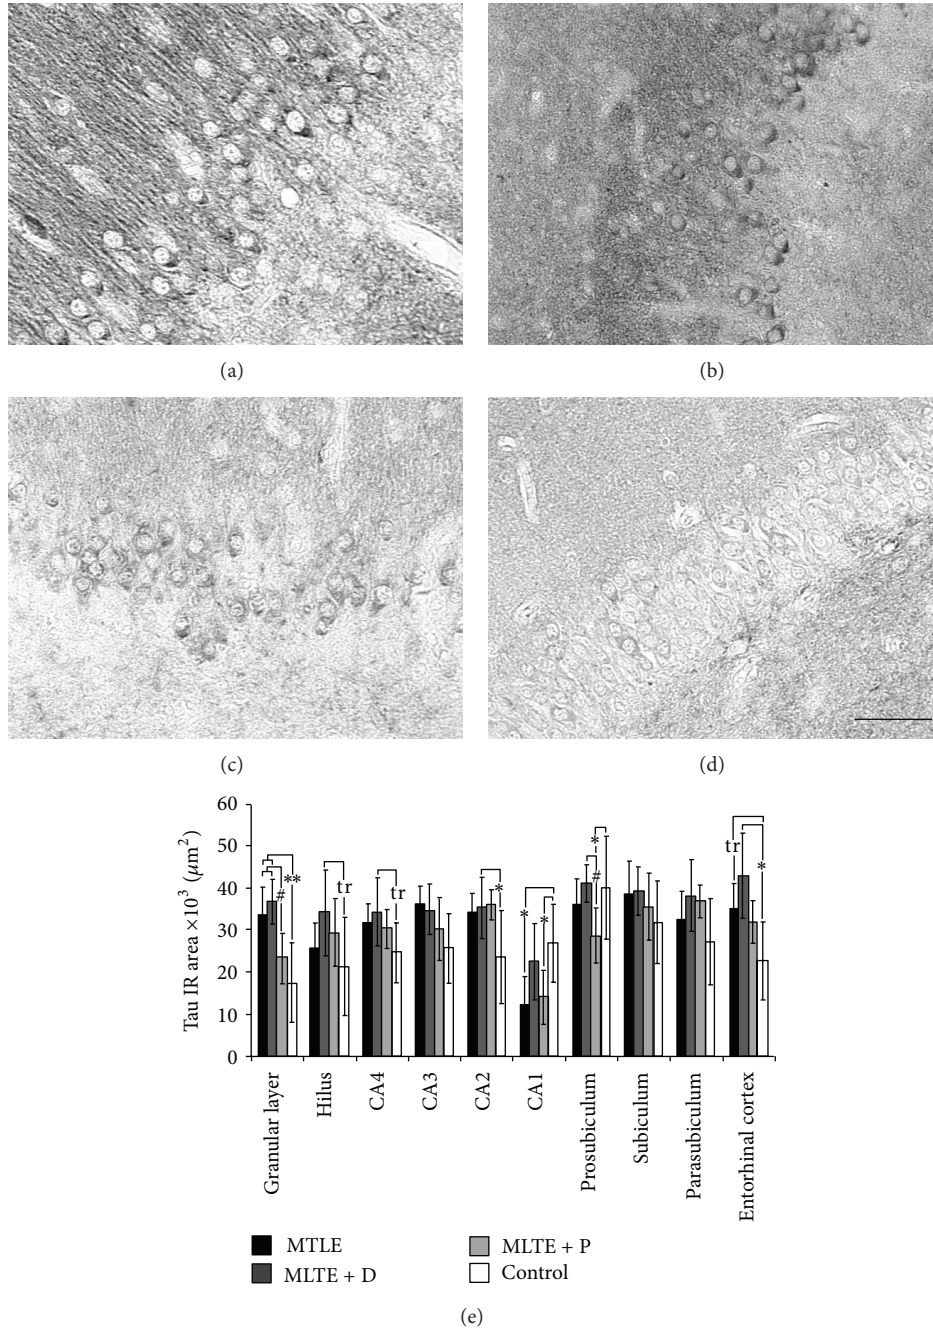 (a)
(b)
(c)
(d)
Tau IR area ×10³ (μm²)
60
50
40
30
20
10
0
#
**
tr
tr
*
*
*
*
#
tr
*
Granular layer
Hilus
CA4
CA3
CA2
CA1
Prosubiculum
Subiculum
Parasubiculum
Entorhinal cortex
MTLE
MLTE + P
MLTE + D
Control
(e)